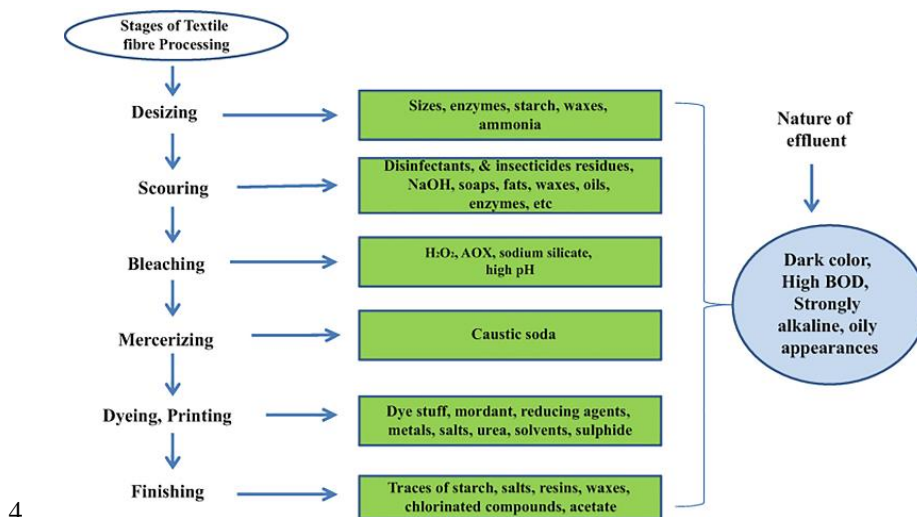 Stages of Textile
fibre Processing
Desizing
Sizes, enzymes, starch, waxes,
ammonia
Scouring
Disinfectants, & insecticides residues,
NaOH, soaps, fats, waxes, oils,
enzymes, etc
Bleaching
H₂O₂, AOX, sodium silicate,
high pH
Mercerizing
Caustic soda
Dyeing, Printing
Dye stuff, mordant, reducing agents,
metals, salts, urea, solvents, sulphide
Finishing
Traces of starch, salts, resins, waxes,
chlorinated compounds, acetate
Nature of
effluent
Dark color,
High BOD,
Strongly
alkaline, oily
appearances
4